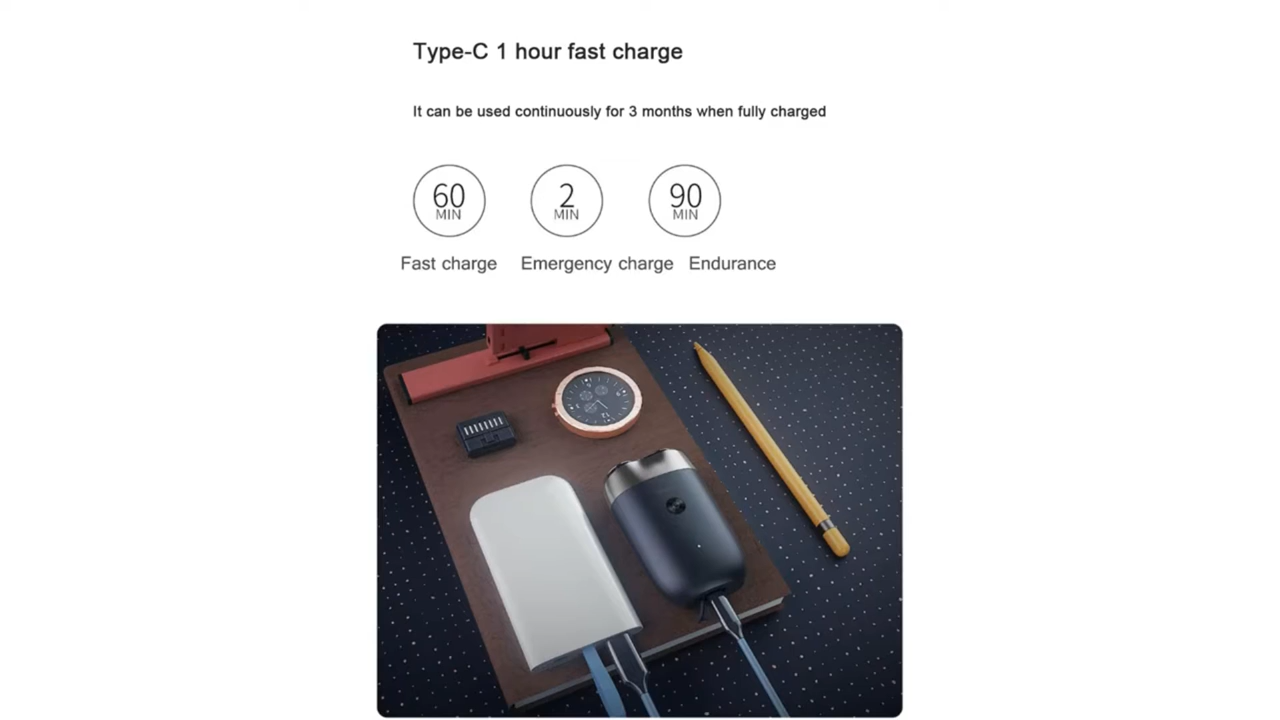 Type-C 1 hour fast charge
It can be used continuously for 3 months when fully charged
60 2 90
MIN MIN MIN
Fast charge Emergency charge Endurance